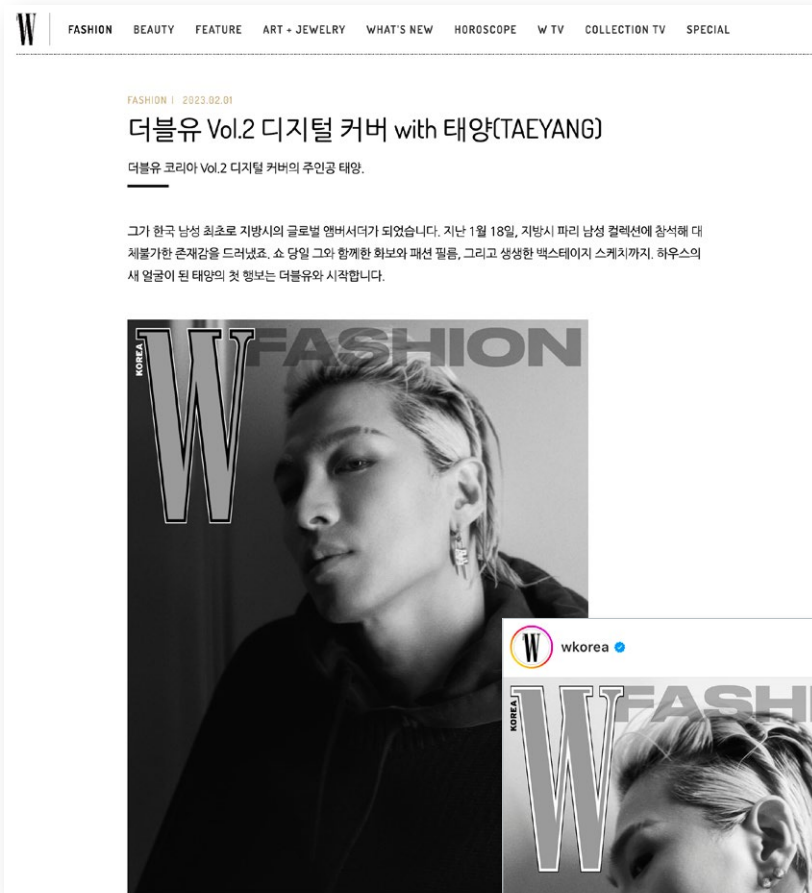 W
FASHION BEAUTY FEATURE ART + JEWELRY WHAT'S NEW HOROSCOPE W TV COLLECTION TV SPECIAL
FASHION | 2023.02.01
더블유 Vol.2 디지털 커버 with 태양(TAEYANG)
더블유 코리아 Vol.2 디지털 커버의 주인공 태양.
그가 한국 남성 최초로 지방시의 글로벌 앰버서더가 되었습니다. 지난 1월 18일, 지방시 파리 남성 컬렉션에 참석해 대
체불가한 존재감을 드러냈죠. 쇼 당일 그와 함께한 화보와 패션 필름, 그리고 생생한 백스테이지 스케치까지. 하우스의
새 얼굴이 된 태양의 첫 행보는 더블유와 시작합니다.
KOREA
W FASHION
W wkorea
KOREA
W FASHI